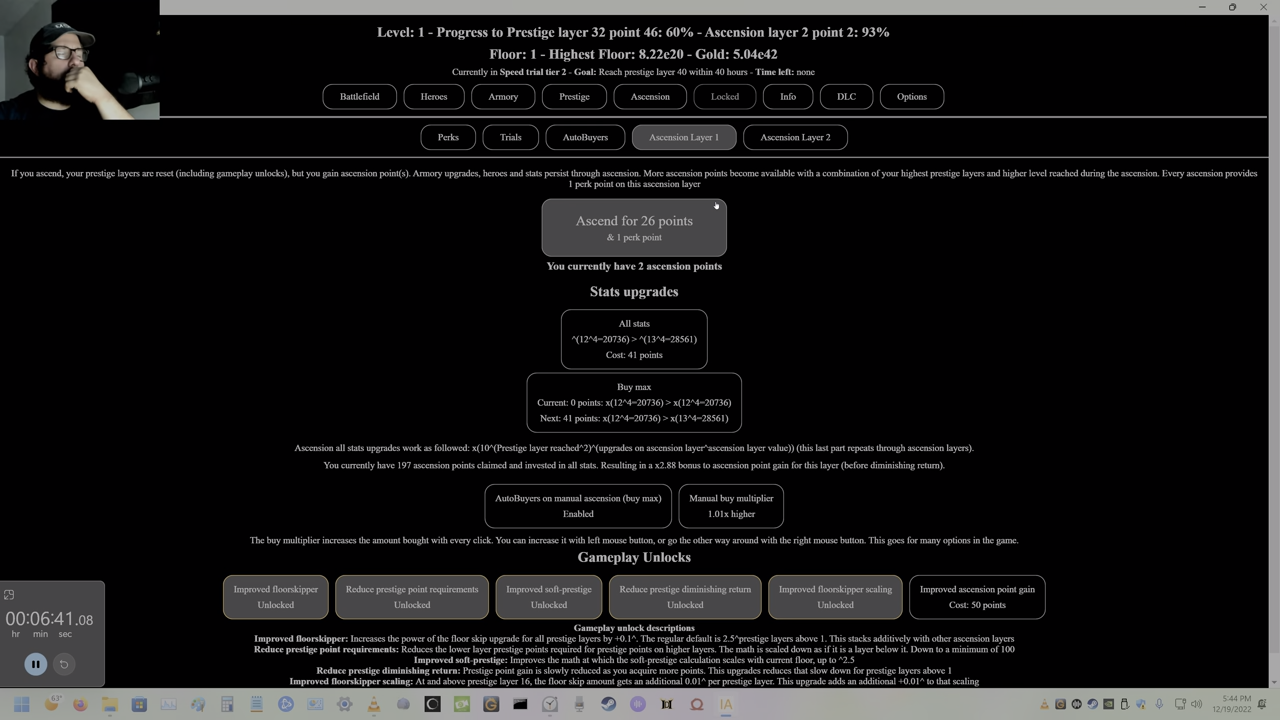 Level: 1 - Progress to Prestige layer 32 point 46: 60% - Ascension layer 2 point 2: 93%
Floor: 1 - Highest Floor: 8.22e20 - Gold: 5.04e42
Currently in Speed trial tier 2 - Goal: Reach prestige layer 40 within 40 hours - Time left: none
Battlefield Heroes Armory Prestige Ascension Locked Info DLC Options
Perks Trials AutoBuyers Ascension Layer 1 Ascension Layer 2
If you ascend, your prestige layers are reset (including gameplay unlocks), but you gain ascension point(s). Armory upgrades, heroes and stats persist through ascension. More ascension points become available with a combination of your highest prestige layers and higher level reached during the ascension. Every ascension provides
1 perk point on this ascension layer
Ascend for 26 points
& 1 perk point
You currently have 2 ascension points
Stats upgrades
All stats
^(12^4=20736) > ^(13^4=28561)
Cost: 41 points
Buy max
Current: 0 points: x(12^4=20736) > x(12^4=20736)
Next: 41 points: x(12^4=20736) > x(13^4=28561)
Ascension all stats upgrades work as followed: x(10^(Prestige layer reached^2)^(upgrades on ascension layer^ascension layer value)) (this last part repeats through ascension layers).
You currently have 197 ascension points claimed and invested in all stats. Resulting in a x2.88 bonus to ascension point gain for this layer (before diminishing return).
AutoBuyers on manual ascension (buy max) Manual buy multiplier
Enabled 1.01x higher
The buy multiplier increases the amount bought with every click. You can increase it with left mouse button, or go the other way around with the right mouse button. This goes for many options in the game.
Gameplay Unlocks
Improved floorskipper Reduce prestige point requirements Improved soft-prestige Reduce prestige diminishing return Improved floorskipper scaling Improved ascension point gain
Unlocked Unlocked Unlocked Unlocked Unlocked Cost: 50 points
Gameplay unlock descriptions
Improved floorskipper: Increases the power of the floor skip upgrade for all prestige layers by +0.1^. The regular default is 2.5^prestige layers above 1. This stacks additively with other ascension layers
Reduce prestige point requirements: Reduces the lower layer prestige points required for prestige points on higher layers. The math is scaled down as if it is a layer below it. Down to a minimum of 100
Improved soft-prestige: Improves the math at which the soft-prestige calculation scales with current floor, up to ^2.5
Reduce prestige diminishing return: Prestige point gain is slowly reduced as you acquire more points. This upgrades reduces that slow down for prestige layers above 1
Improved floorskipper scaling: At and above prestige layer 16, the floor skip amount gets an additional 0.01^ per prestige layer. This upgrade adds an additional +0.01^ to that scaling
00:06:41.08
hr min sec
63°
5:44 PM
12/19/2022